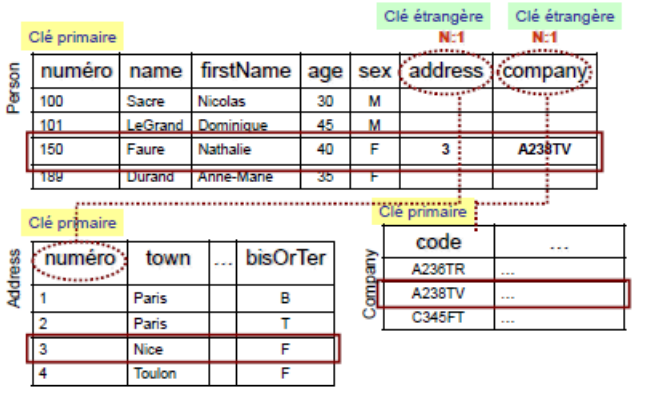 Clé étrangère Clé étrangère
Clé primaire N:1 N:1
Person
numéro name firstName age sex address company
100 Sacre Nicolas 30 M
101 LeGrand Dominique 45 M
150 Faure Nathalie 40 F 3 A238TV
189 Durand Anne-Marie 35 F
Clé primaire
Address
numéro town ... bisOrTer
1 Paris B
2 Paris T
3 Nice F
4 Toulon F
Clé primaire
Company
code ...
A236TR ...
A238TV ...
C345FT ...